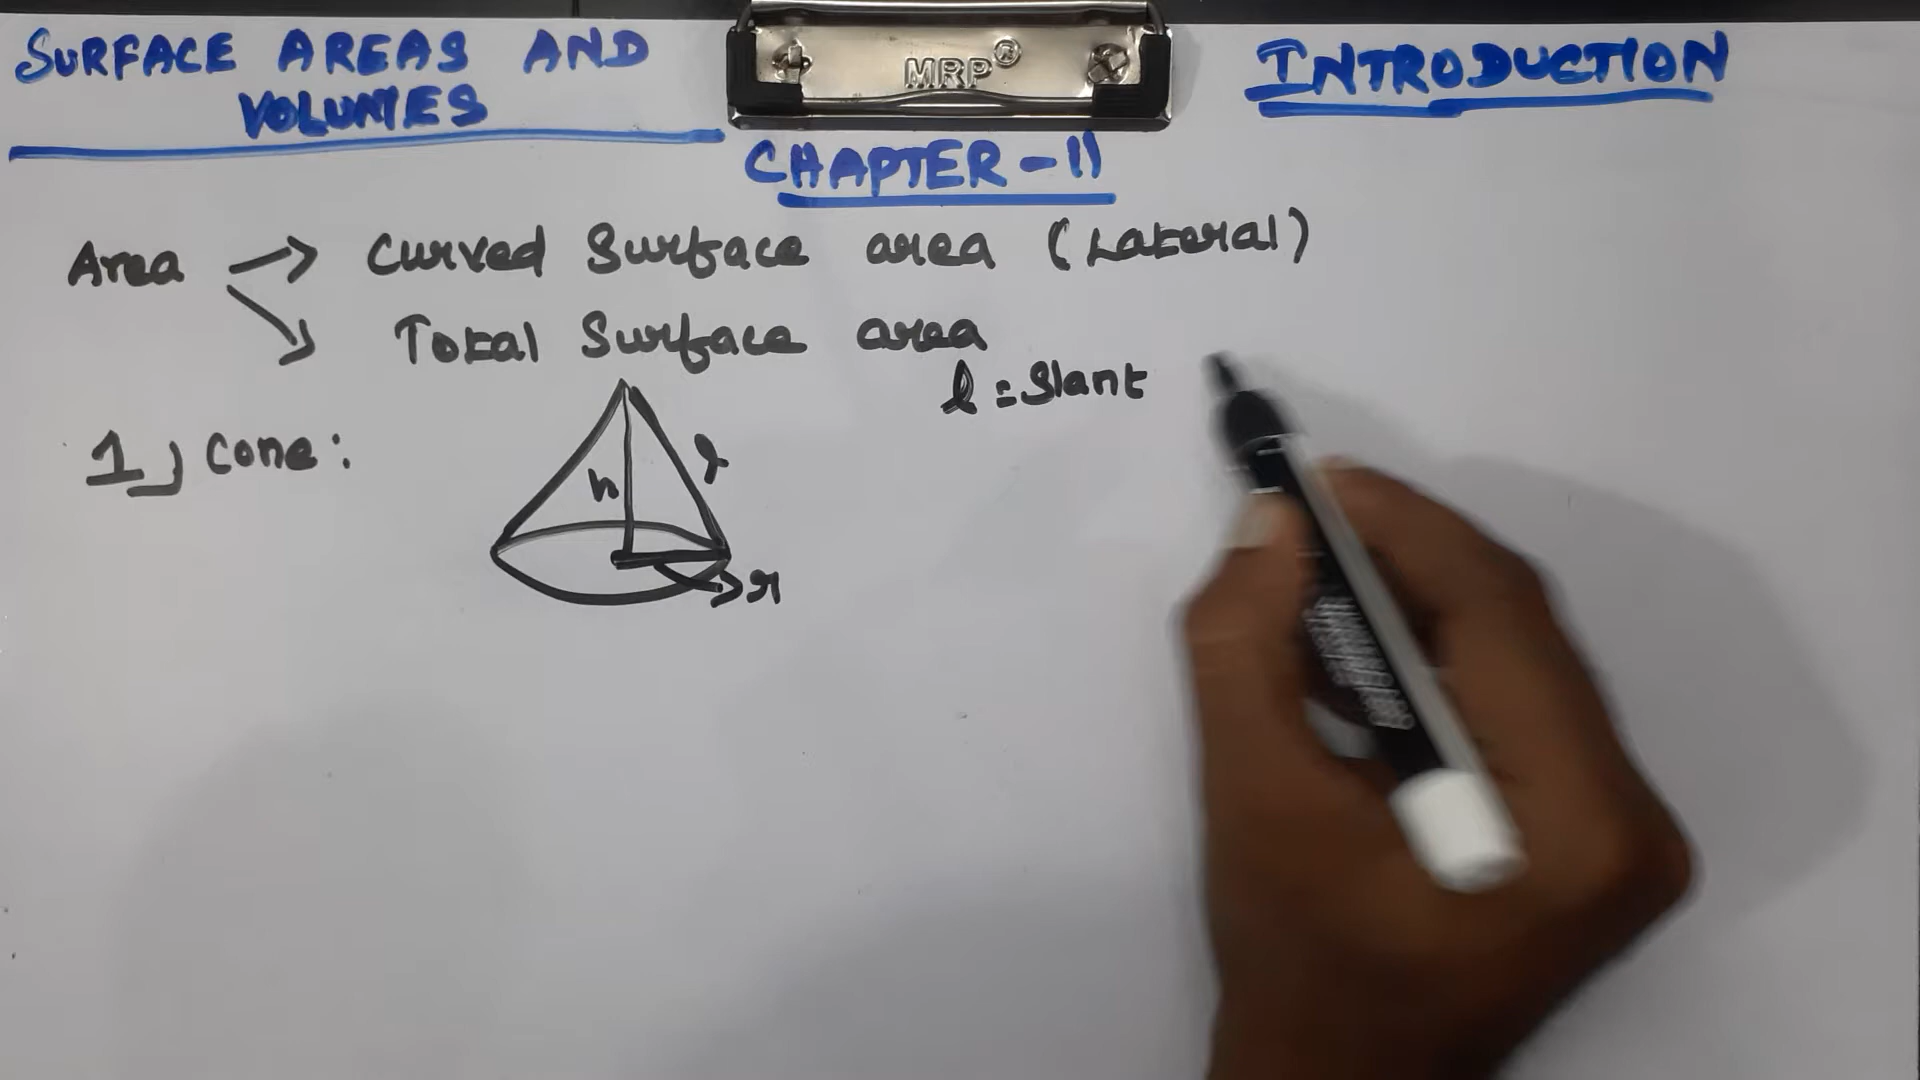 SURFACE AREAS AND
VOLUMES
MRP®
INTRODUCTION
CHAPTER - 11
Area → Curved Surface area (Lateral)
Total Surface area
l = Slant
1) Cone:
h
l
r